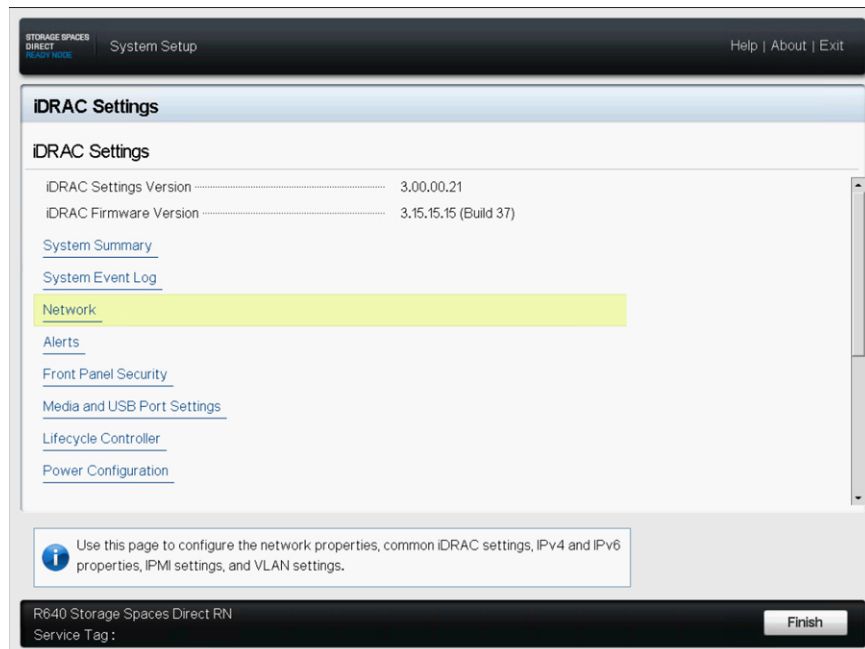 STORAGE SPACES
DIRECT
READY NODE
System Setup
Help | About | Exit
iDRAC Settings
iDRAC Settings
iDRAC Settings Version 3.00.00.21
iDRAC Firmware Version 3.15.15.15 (Build 37)
System Summary
System Event Log
Network
Alerts
Front Panel Security
Media and USB Port Settings
Lifecycle Controller
Power Configuration
Use this page to configure the network properties, common iDRAC settings, IPv4 and IPv6
properties, IPMI settings, and VLAN settings.
R640 Storage Spaces Direct RN
Service Tag :
Finish